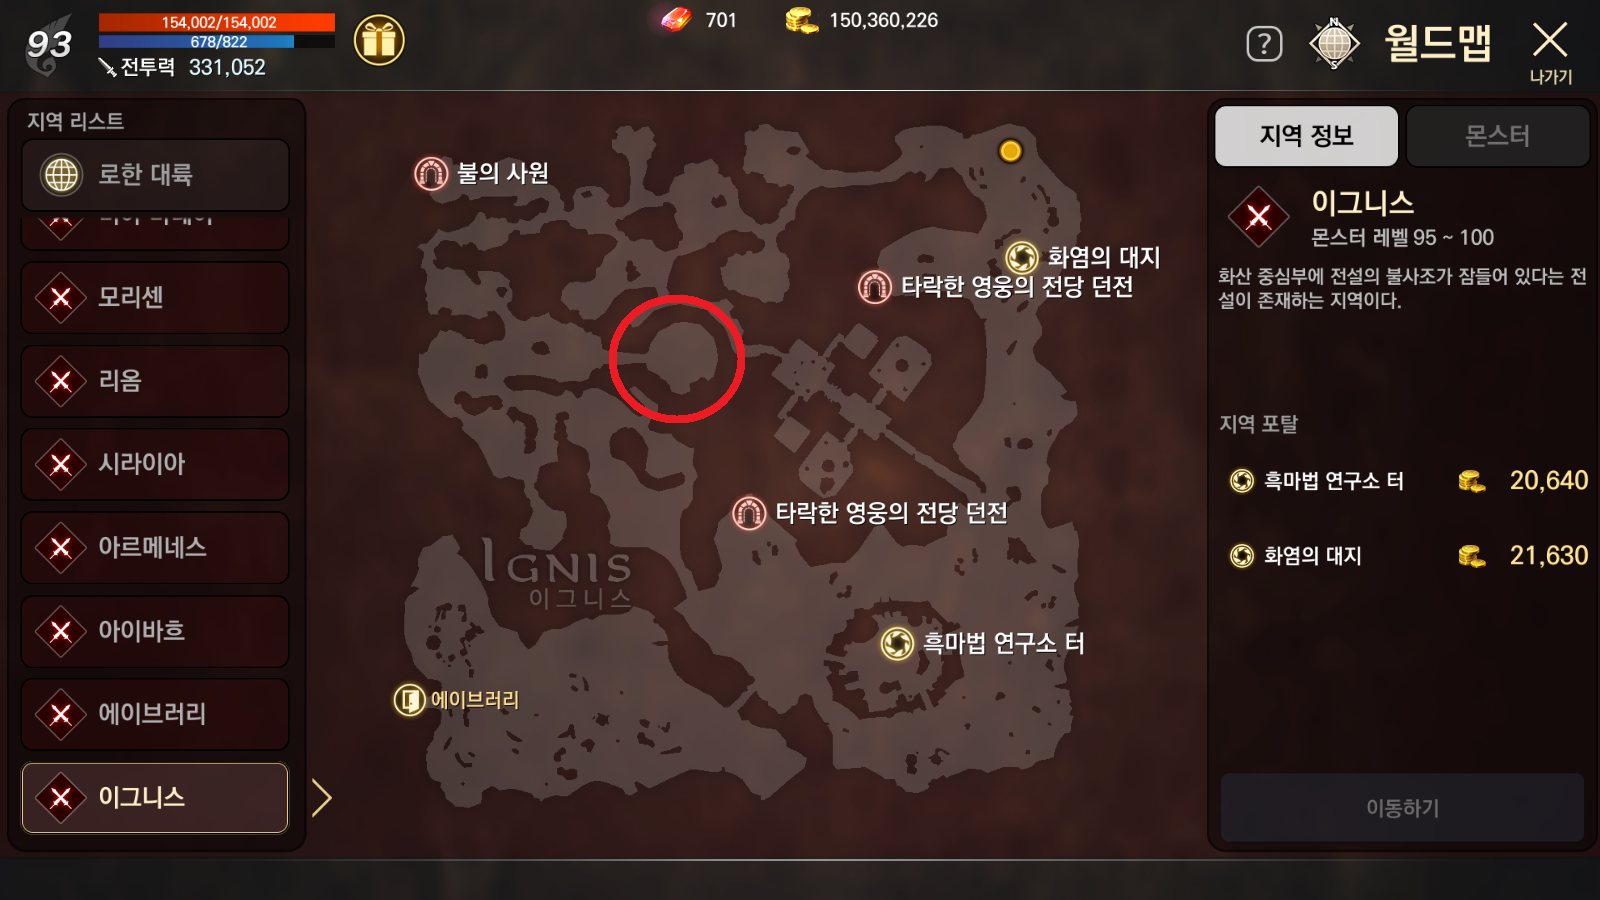 93
154,002/154,002
678/822
전투력 331,052
701
150,360,226
?
N
S
월드맵
나가기
지역 리스트
로한 대륙
모리센
리옴
시라이아
아르메네스
아이바흐
에이브러리
이그니스
불의 사원
화염의 대지
타락한 영웅의 전당 던전
타락한 영웅의 전당 던전
IGNIS
이그니스
흑마법 연구소 터
에이브러리
지역 정보
몬스터
이그니스
몬스터 레벨 95 ~ 100
화산 중심부에 전설의 불사조가 잠들어 있다는 전
설이 존재하는 지역이다.
지역 포탈
흑마법 연구소 터 20,640
화염의 대지 21,630
이동하기